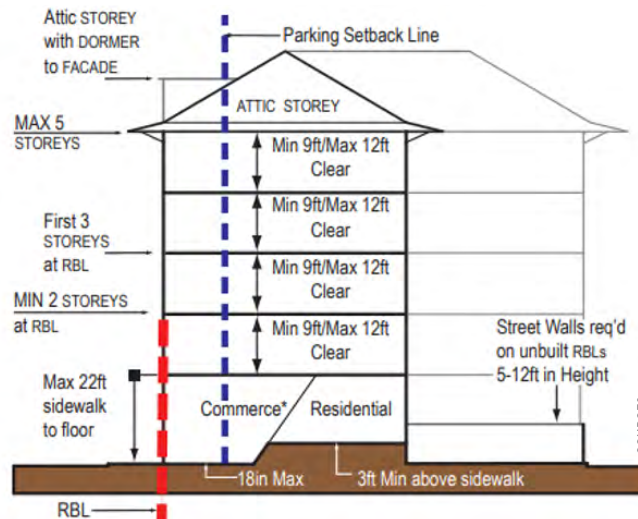 Attic STOREY
with DORMER
to FACADE
Parking Setback Line
ATTIC STOREY
MAX 5
STOREYS
Min 9ft/Max 12ft
Clear
Min 9ft/Max 12ft
Clear
First 3
STOREYS
at RBL
Min 9ft/Max 12ft
Clear
MIN 2 STOREYS
at RBL
Min 9ft/Max 12ft
Clear
Street Walls req'd
on unbuilt RBLs
5-12ft in Height
Max 22ft
sidewalk
to floor
Commerce*
Residential
18in Max
3ft Min above sidewalk
RBL